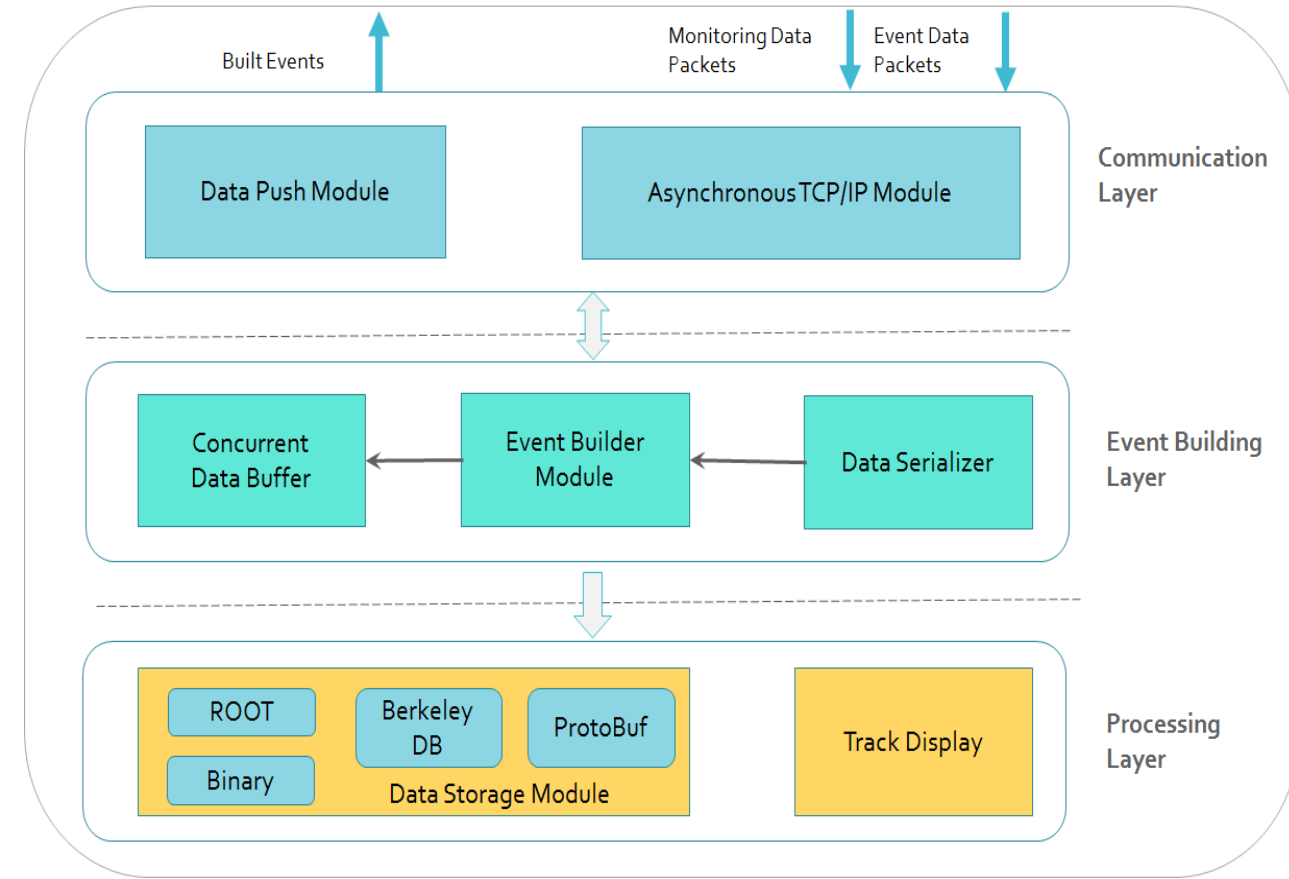 Built Events
Monitoring Data
Packets
Event Data
Packets
Data Push Module
Asynchronous TCP/IP Module
Communication
Layer
Concurrent
Data Buffer
Event Builder
Module
Data Serializer
Event Building
Layer
ROOT
Berkeley
DB
ProtoBuf
Binary
Data Storage Module
Track Display
Processing
Layer